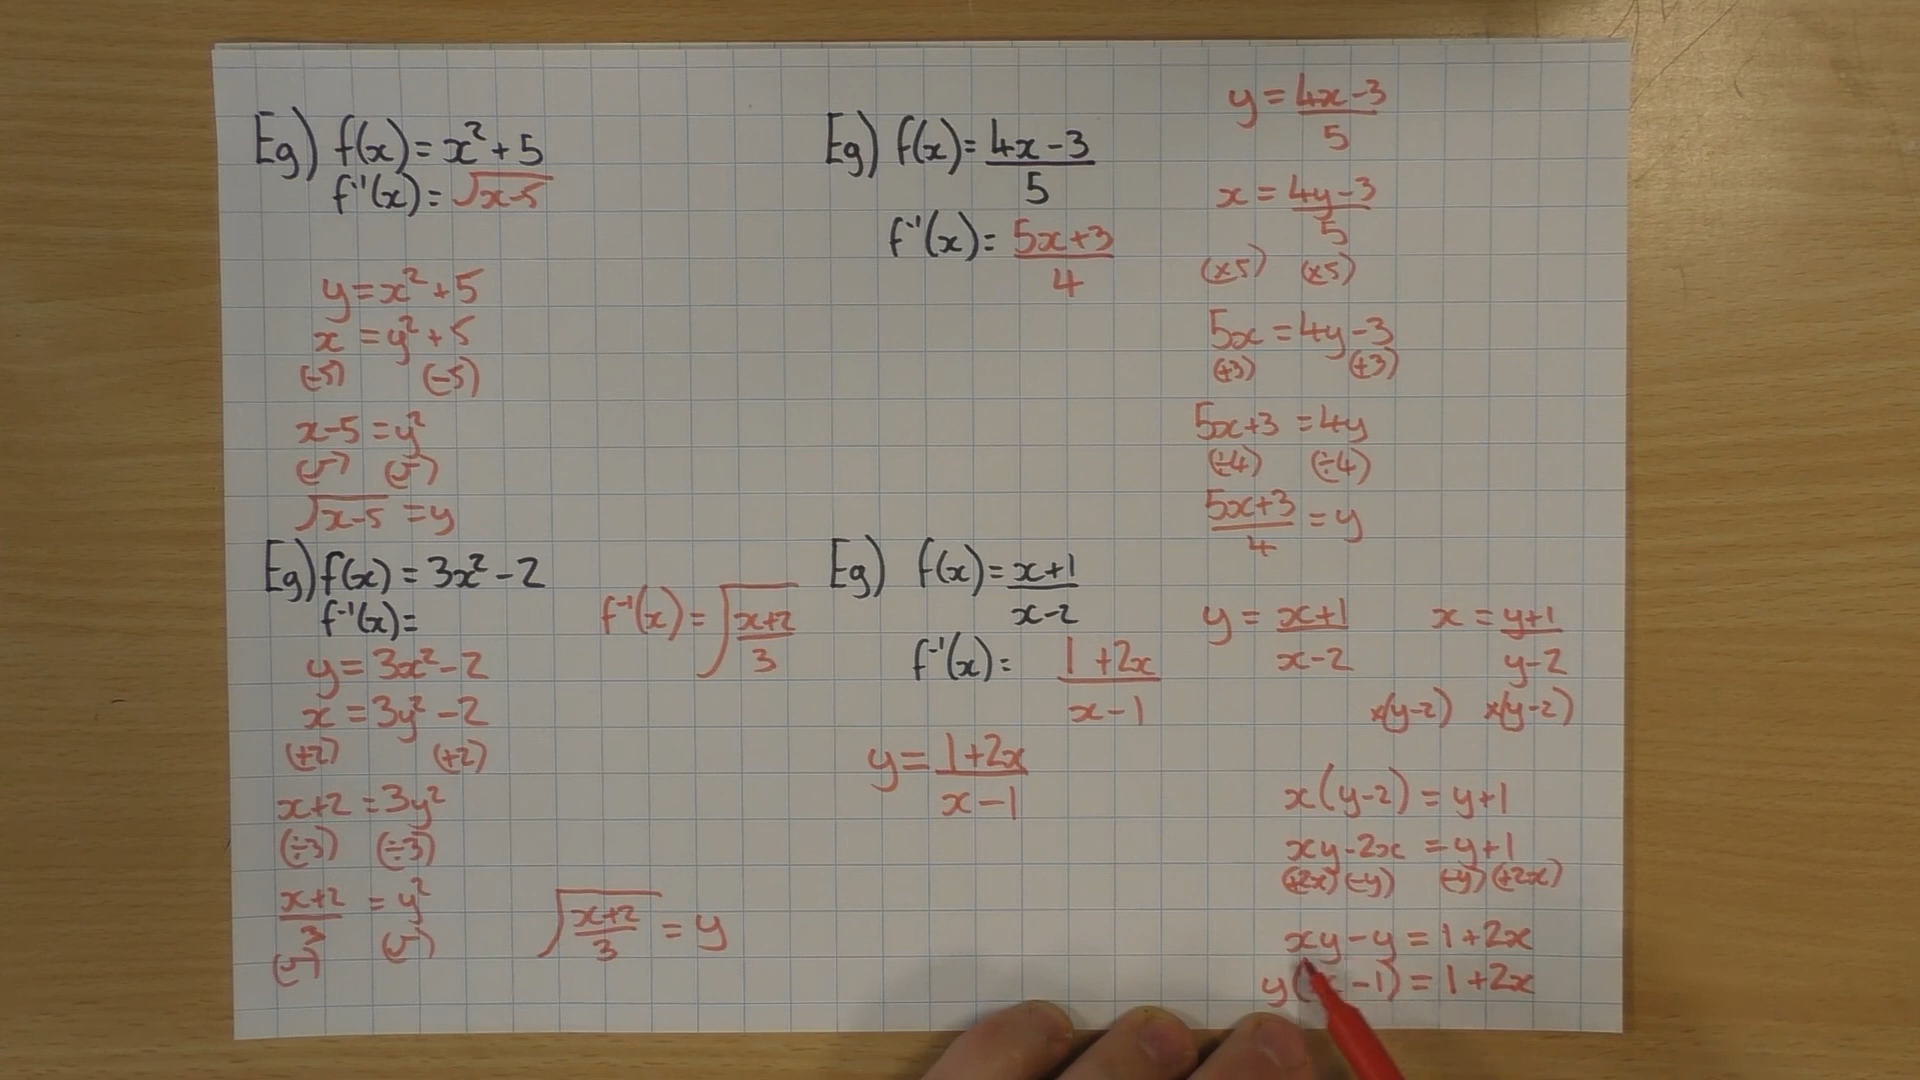 Eg) f(x) = x² + 5
f⁻¹(x) = √(x-5)
y = x² + 5
x = y² + 5
(-5) (-5)
x-5 = y²
(√) (√)
√(x-5) = y
Eg) f(x) = 4x-3/5
f⁻¹(x) = 5x+3/4
y = 4x-3/5
x = 4y-3/5
(x5) (x5)
5x = 4y-3
(+3) (+3)
5x+3 = 4y
(÷4) (÷4)
5x+3/4 = y
Eg) f(x) = 3x² - 2
f⁻¹(x) =
f⁻¹(x) = √(x+2/3)
y = 3x² - 2
x = 3y² - 2
(+2) (+2)
x+2 = 3y²
(÷3) (÷3)
x+2/3 = y²
(√) (√)
√(x+2/3) = y
Eg) f(x) = x+1/x-2
f⁻¹(x) = 1+2x/x-1
y = 1+2x/x-1
y = x+1/x-2
x = y+1/y-2
x(y-2) x(y-2)
x(y-2) = y+1
xy-2x = y+1
(+2x) (-y) (-y) (+2x)
xy-y = 1+2x
y(x-1) = 1+2x